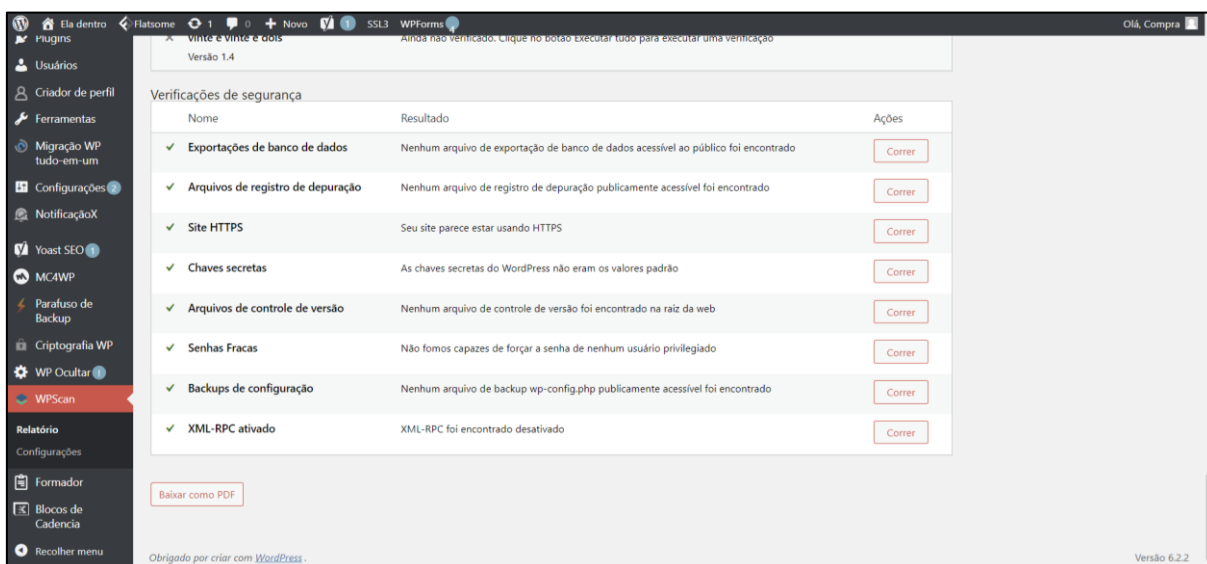 Ela dentro Flatsome 1 0 Novo 1 SSL3 WPForms 4 Olá, Compra
Plugins
Usuários
Criador de perfil
Ferramentas
Migração WP
tudo-em-um
Configurações 2
NotificaçãoX
Yoast SEO 1
MC4WP
Parafuso de
Backup
Criptografia WP
WP Ocultar 1
WPScan
Relatório
Configurações
Formador
Blocos de
Cadencia
Recolher menu
vinte e vinte e dois Ainda não verificado. Clique no botão Executar tudo para executar uma verificação
Versão 1.4
Verificações de segurança
Nome Resultado Ações
Exportações de banco de dados Nenhum arquivo de exportação de banco de dados acessível ao público foi encontrado Correr
Arquivos de registro de depuração Nenhum arquivo de registro de depuração publicamente acessível foi encontrado Correr
Site HTTPS Seu site parece estar usando HTTPS Correr
Chaves secretas As chaves secretas do WordPress não eram os valores padrão Correr
Arquivos de controle de versão Nenhum arquivo de controle de versão foi encontrado na raiz da web Correr
Senhas Fracas Não fomos capazes de forçar a senha de nenhum usuário privilegiado Correr
Backups de configuração Nenhum arquivo de backup wp-config.php publicamente acessível foi encontrado Correr
XML-RPC ativado XML-RPC foi encontrado desativado Correr
Baixar como PDF
Obrigado por criar com WordPress . Versão 6.2.2